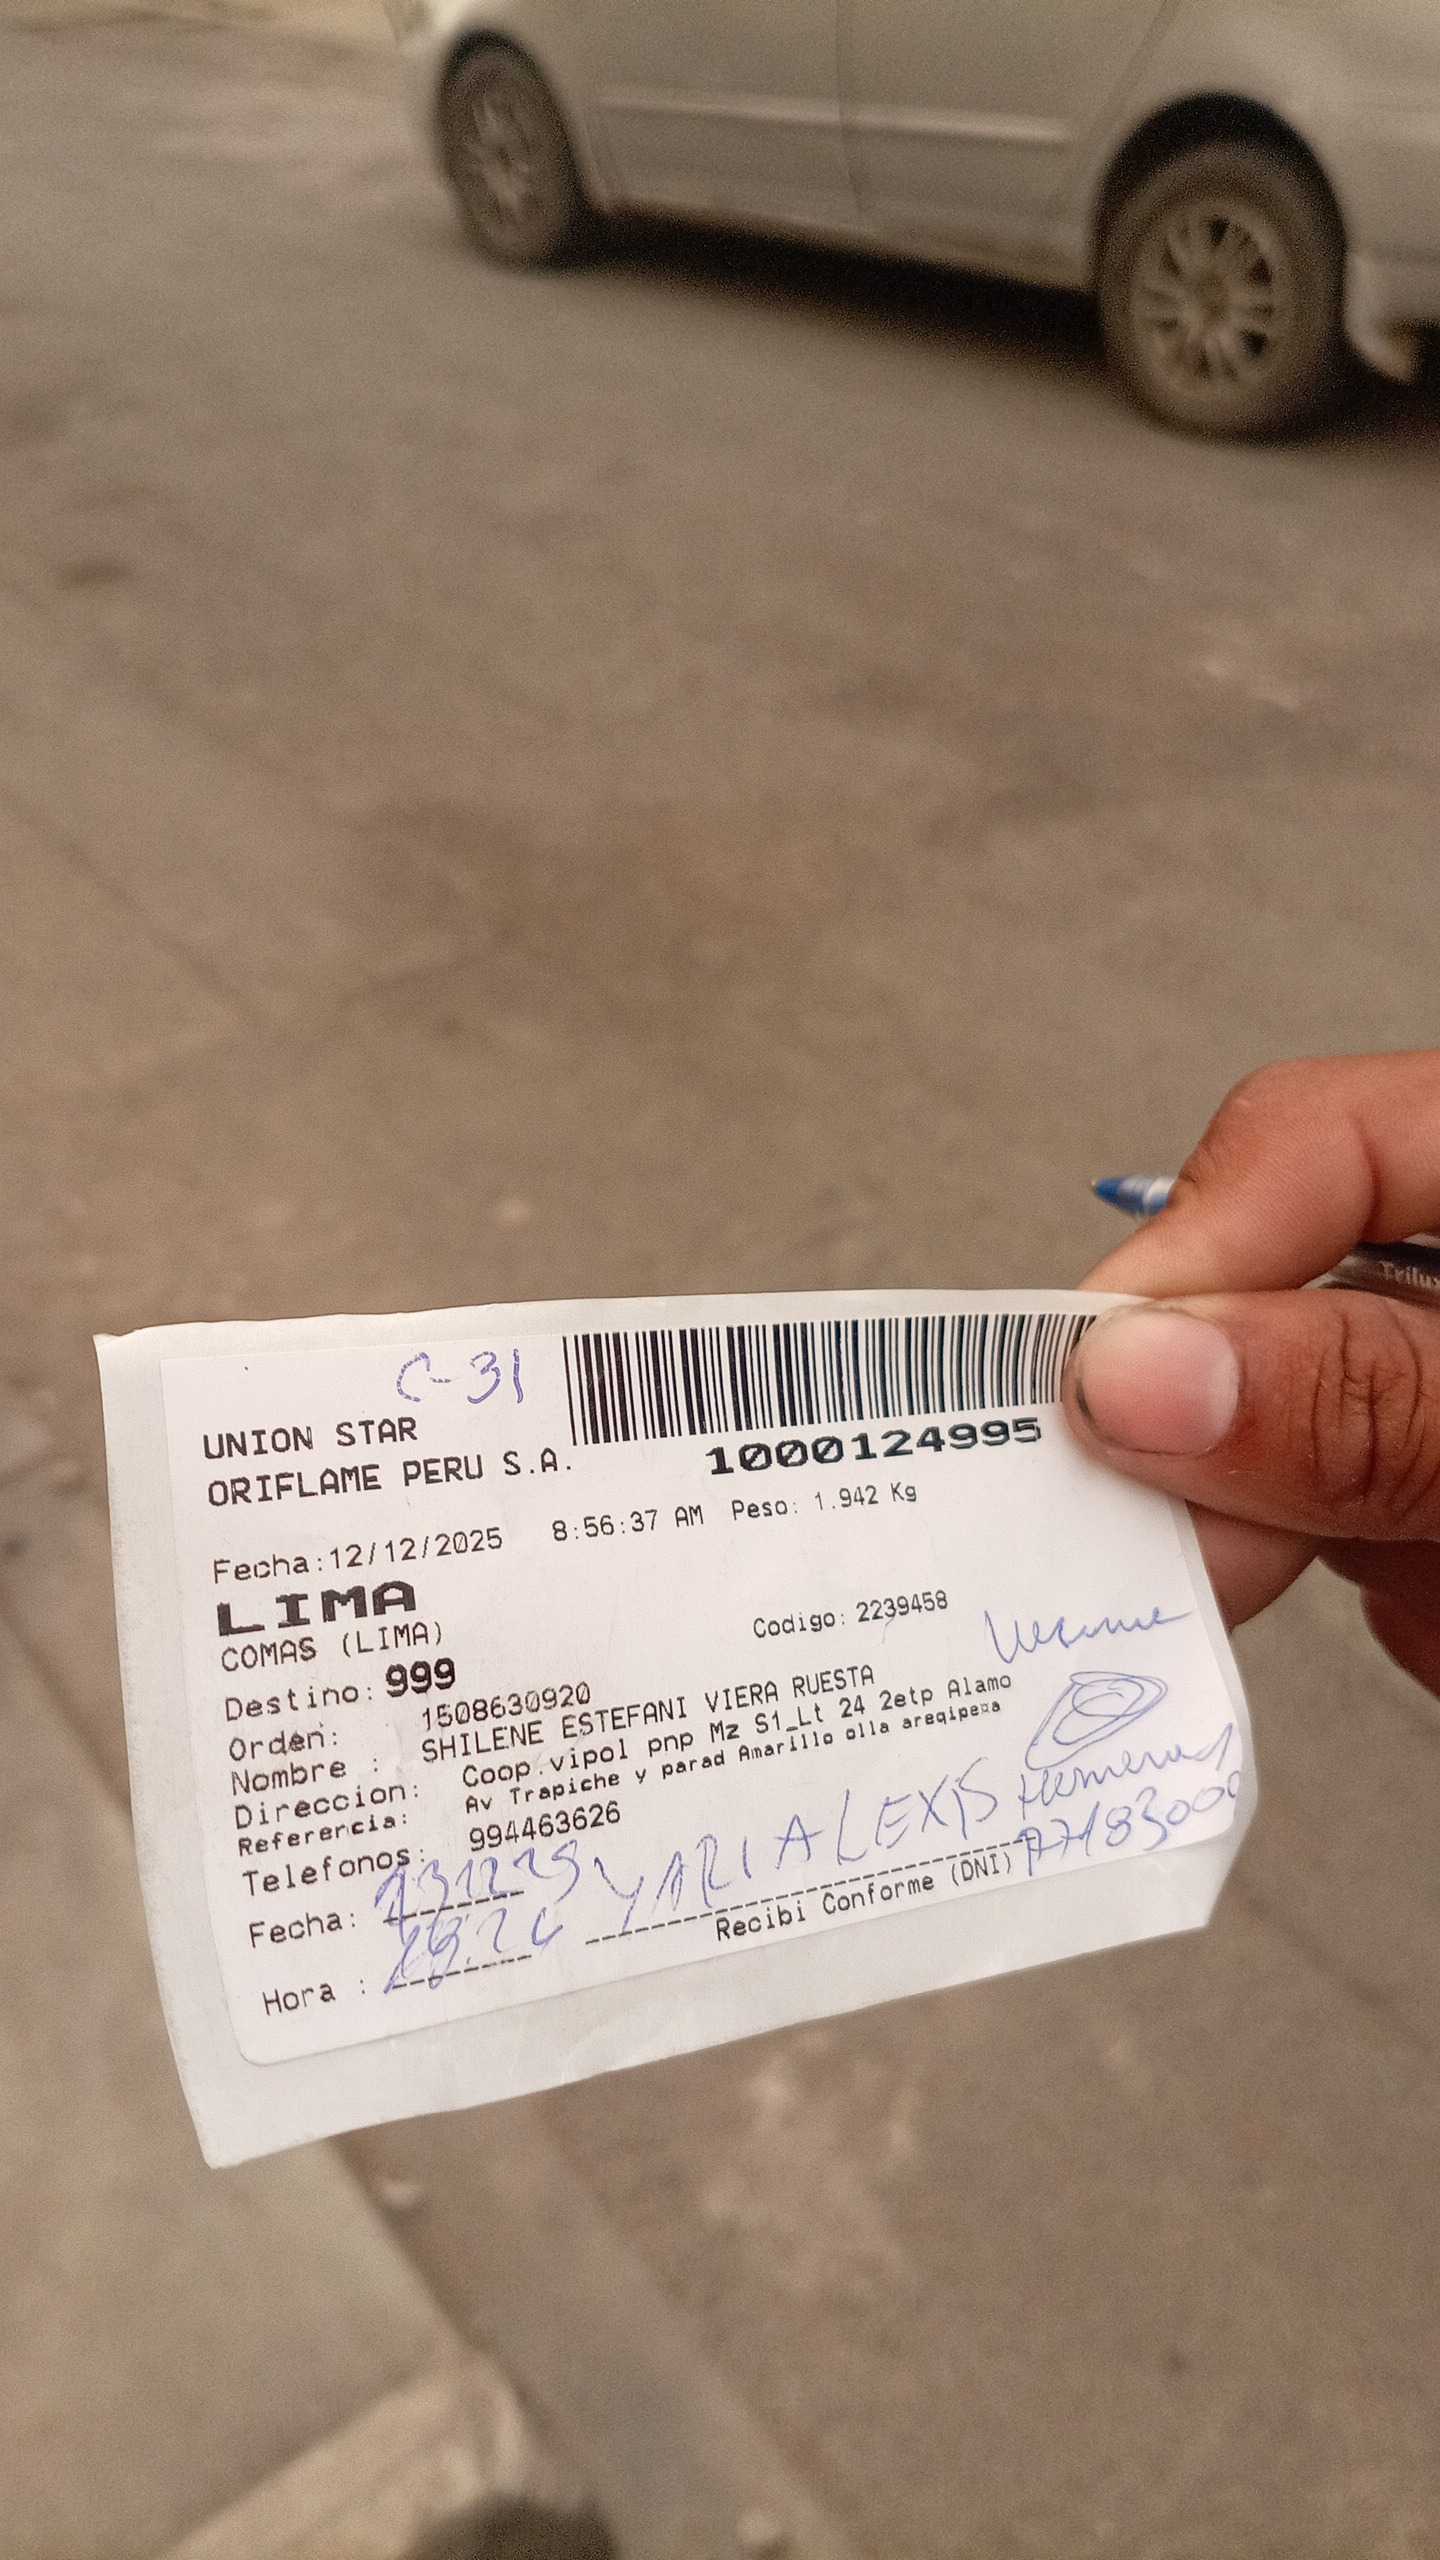 C-31
UNION STAR
ORIFLAME PERU S.A.
1000124995
Fecha:12/12/2025 8:56:37 AM Peso: 1.942 Kg
LIMA
COMAS (LIMA)
Codigo: 2239458
Destino: 999
Orden: 1508630920
Nombre : SHILENE ESTEFANI VIERA RUESTA
Direccion: Coop.vipol pnp Mz S1_Lt 24 2etp Alamo
Referencia: Av Trapiche y parad Amarillo olla areqipeña
Telefonos: 994463626
Fecha:
YARI ALEXIS
Recibi Conforme (DNI)
Hora :
Trilux